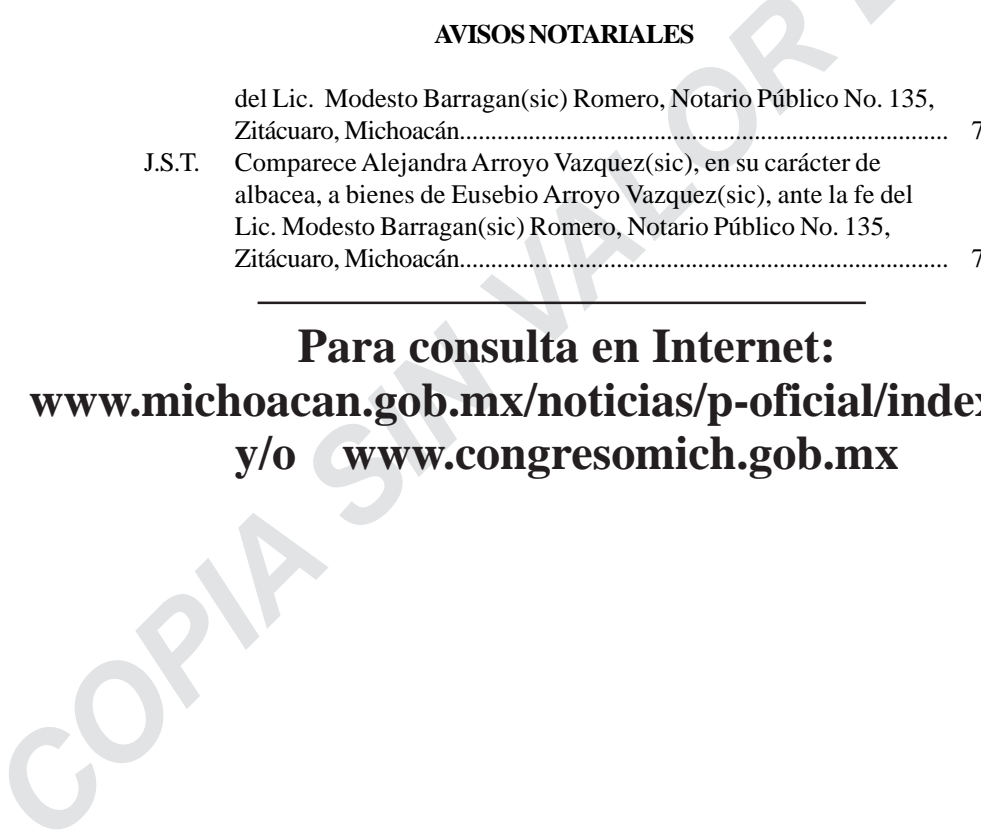 AVISOS NOTARIALES
del Lic. Modesto Barragan(sic) Romero, Notario Público No. 135,
Zitácuaro, Michoacán................................................................................ 7
J.S.T. Comparece Alejandra Arroyo Vazquez(sic), en su carácter de
albacea, a bienes de Eusebio Arroyo Vazquez(sic), ante la fe del
Lic. Modesto Barragan(sic) Romero, Notario Público No. 135,
Zitácuaro, Michoacán................................................................................ 7
Para consulta en Internet:
www.michoacan.gob.mx/noticias/p-oficial/index
y/o www.congresomich.gob.mx
COPIA SIN VALOR